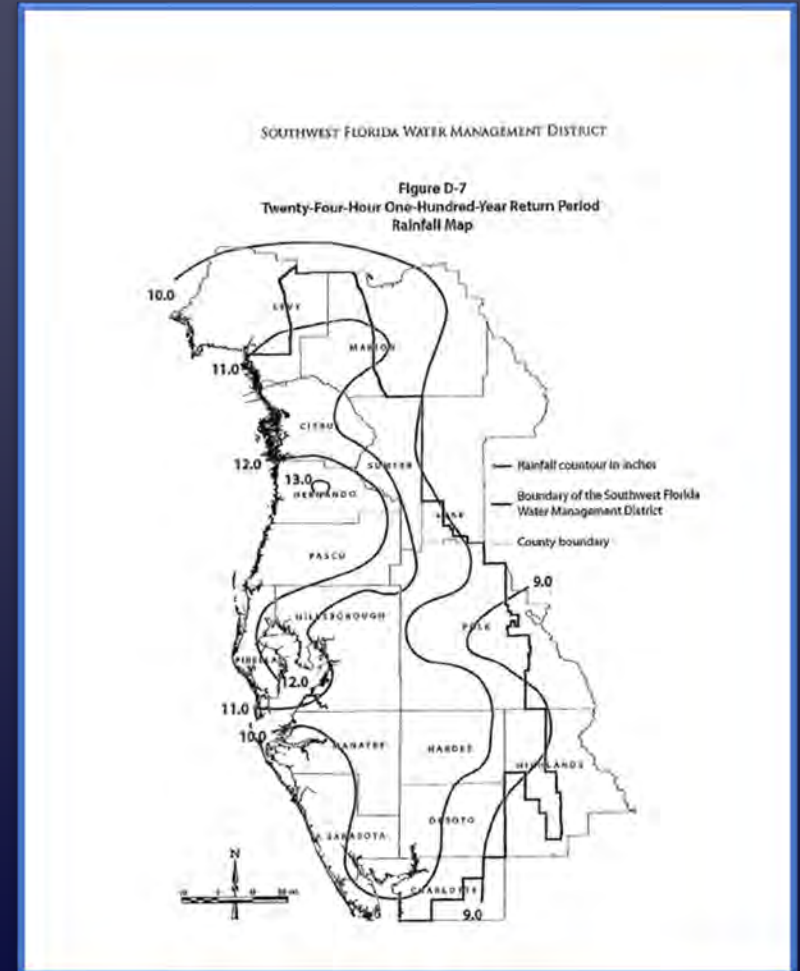 SOUTHWEST FLORIDA WATER MANAGEMENT DISTRICT
Figure D-7
Twenty-Four-Hour One-Hundred-Year Return Period
Rainfall Map
10.0
LEVY
MARION
11.0
CITRUS
12.0
SUMTER
Rainfall countour in inches
13.0
HERNANDO
Boundary of the Southwest Florida
Water Management District
LAKE
County boundary
PASCO
9.0
HILLSBOROUGH
POLK
PINELLAS
12.0
11.0
10.0
MANATEE
HARDEE
HIGHLANDS
DESOTO
SARASOTA
N
CHARLOTTE
9.0